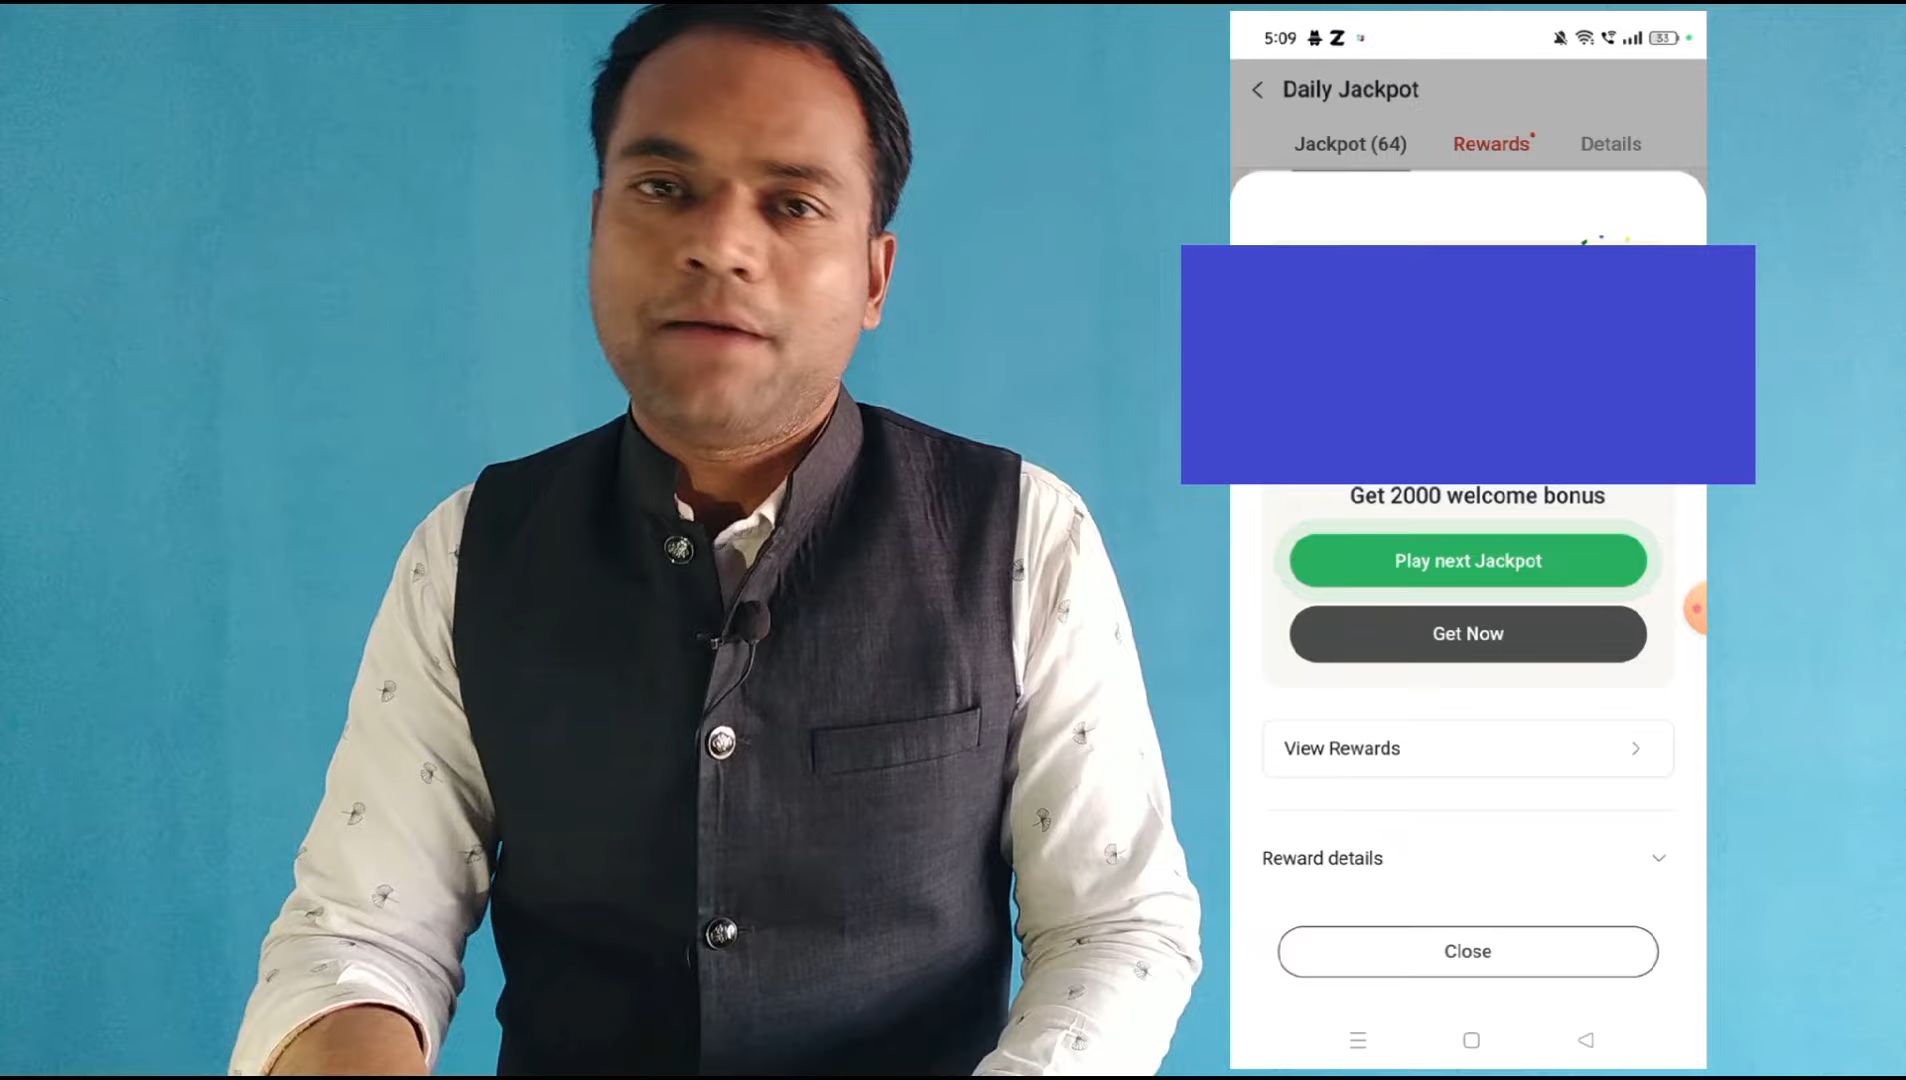 5:09
53
Daily Jackpot
Jackpot (64) Rewards Details
Get 2000 welcome bonus
Play next Jackpot
Get Now
View Rewards
Reward details
Close